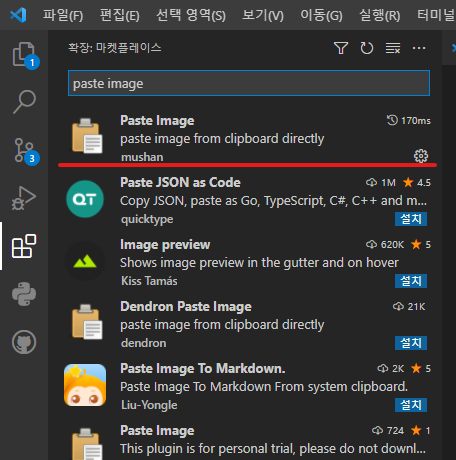 파일(F) 편집(E) 선택 영역(S) 보기(V) 이동(G) 실행(R) 터미널
확장: 마켓플레이스
paste image
1
3
Paste Image 170ms
paste image from clipboard directly
mushan
QT
Paste JSON as Code 1M 4.5
Copy JSON, paste as Go, TypeScript, C#, C++ and m...
quicktype 설치
Image preview 620K 5
Shows image preview in the gutter and on hover
Kiss Tamás 설치
Dendron Paste Image 21K
paste image from clipboard directly
dendron 설치
Paste Image To Markdown. 2K 5
Paste Image To Markdown From system clipboard.
Liu-Yongle 설치
Paste Image 724 1
This plugin is for personal trial, please do not downl...